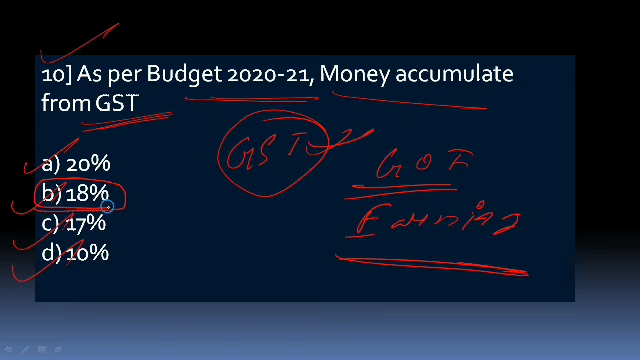 10] As per Budget 2020-21, Money accumulate
from GST
a) 20%
b) 18%
c) 17%
d) 10%
GST
GOI
Earning